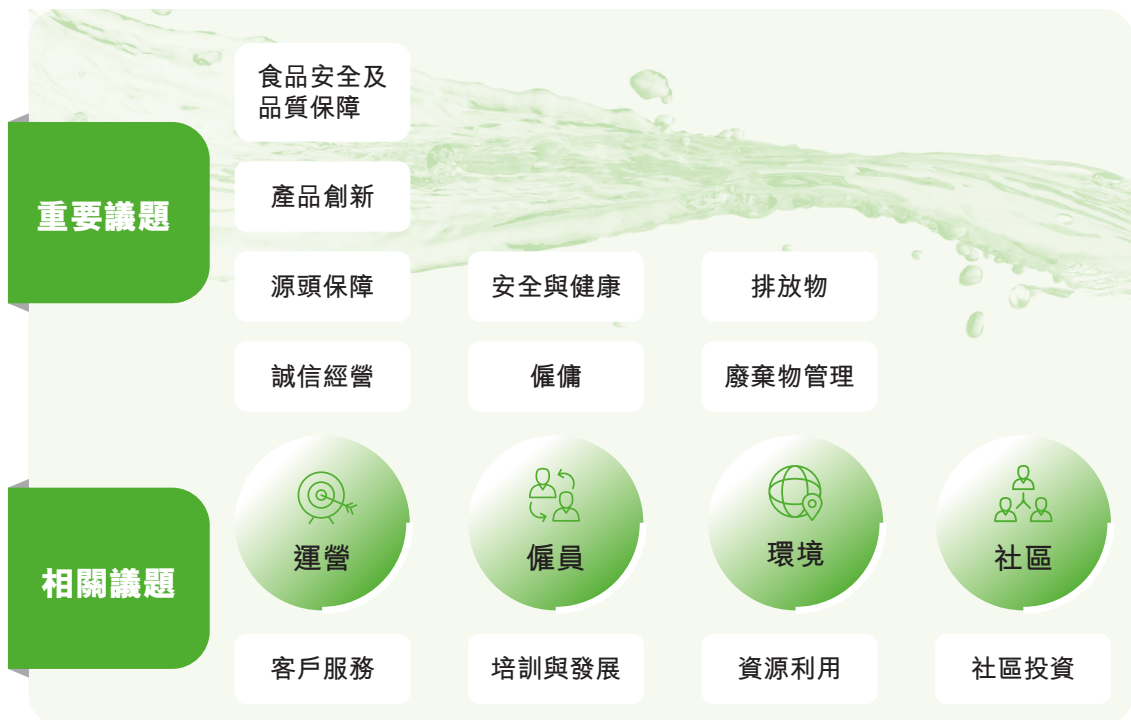 食品安全及
品質保障
重要議題
產品創新
源頭保障
安全與健康
排放物
誠信經營
僱傭
廢棄物管理
運營
僱員
環境
社區
相關議題
客戶服務
培訓與發展
資源利用
社區投資